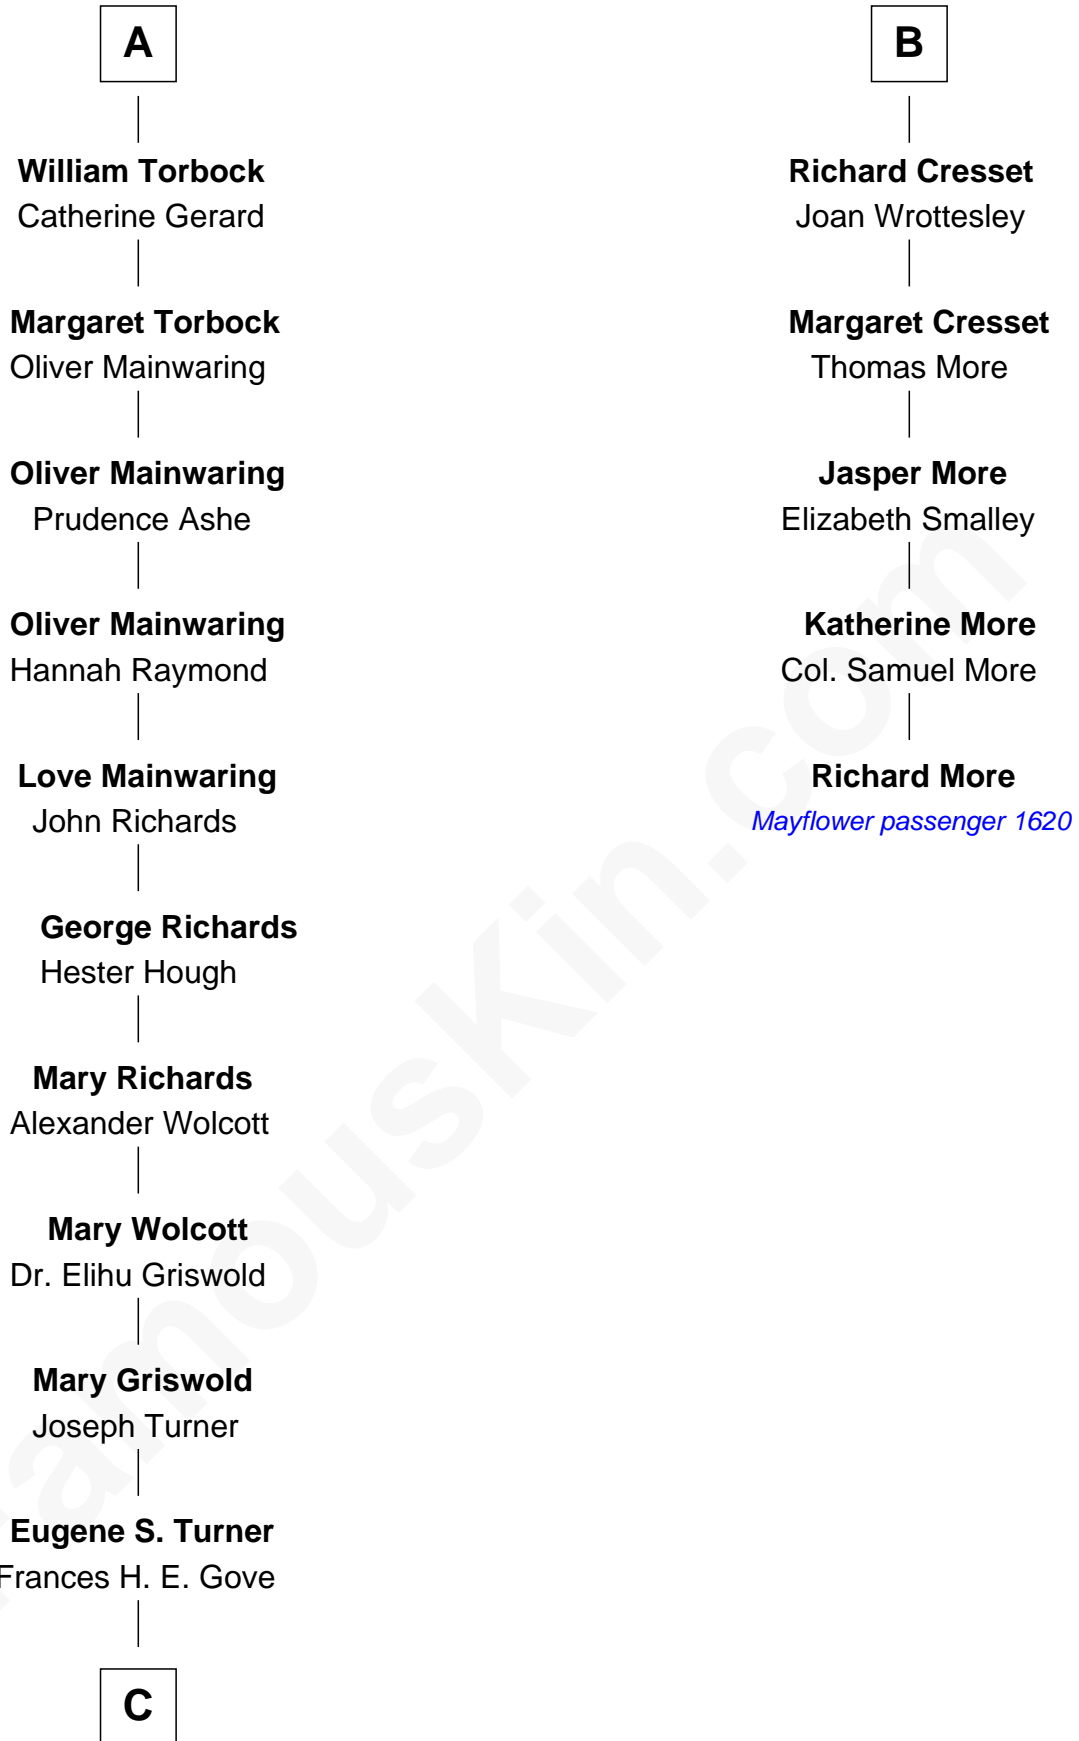 A
William Torbock
Catherine Gerard
Margaret Torbock
Oliver Mainwaring
Oliver Mainwaring
Prudence Ashe
Oliver Mainwaring
Hannah Raymond
Love Mainwaring
John Richards
George Richards
Hester Hough
Mary Richards
Alexander Wolcott
Mary Wolcott
Dr. Elihu Griswold
Mary Griswold
Joseph Turner
Eugene S. Turner
Frances H. E. Gove
C
B
Richard Cresset
Joan Wrottesley
Margaret Cresset
Thomas More
Jasper More
Elizabeth Smalley
Katherine More
Col. Samuel More
Richard More
Mayflower passenger 1620
FamousKin.com